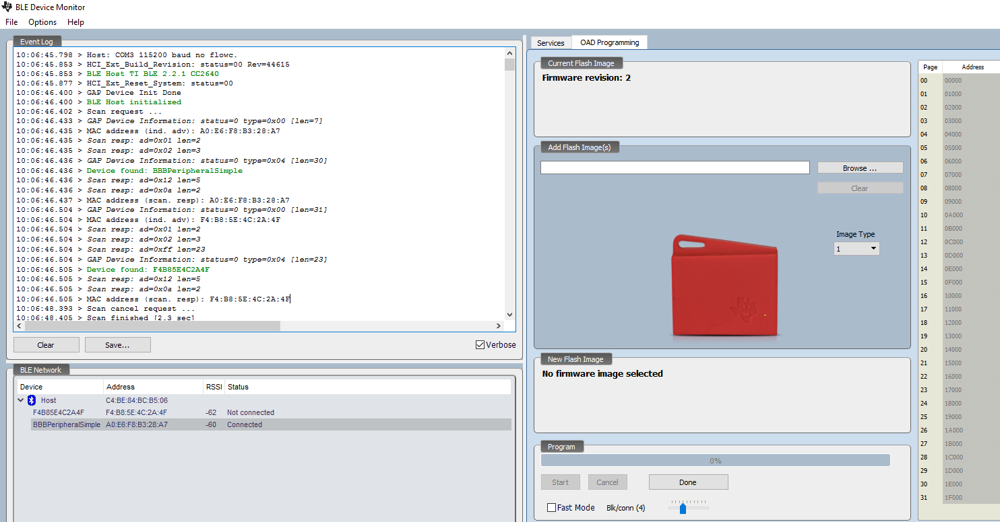 BLE Device Monitor
File Options Help
Event Log
10:06:45.798 > Host: COM3 115200 baud no flowc.
10:06:45.853 > HCI_Ext_Build_Revision: status=00 Rev=44615
10:06:45.853 > BLE Host TI BLE 2.2.1 CC2640
10:06:45.877 > HCI_Ext_Reset_System: status=00
10:06:46.400 > GAP Device Init Done
10:06:46.400 > BLE Host initialized
10:06:46.402 > Scan request ...
10:06:46.433 > GAP Device Information: status=0 type=0x00 [len=7]
10:06:46.435 > MAC address (ind. adv): A0:E6:F8:B3:28:A7
10:06:46.435 > Scan resp: ad=0x01 len=2
10:06:46.435 > Scan resp: ad=0x02 len=3
10:06:46.436 > GAP Device Information: status=0 type=0x04 [len=30]
10:06:46.436 > Device found: BBBPeripheralSimple
10:06:46.436 > Scan resp: ad=0x12 len=5
10:06:46.436 > Scan resp: ad=0x0a len=2
10:06:46.437 > MAC address (scan. resp): A0:E6:F8:B3:28:A7
10:06:46.504 > GAP Device Information: status=0 type=0x00 [len=31]
10:06:46.504 > MAC address (ind. adv): F4:B8:5E:4C:2A:4F
10:06:46.504 > Scan resp: ad=0x01 len=2
10:06:46.504 > Scan resp: ad=0x02 len=3
10:06:46.504 > Scan resp: ad=0xff len=23
10:06:46.504 > GAP Device Information: status=0 type=0x04 [len=23]
10:06:46.505 > Device found: F4B85E4C2A4F
10:06:46.505 > Scan resp: ad=0x12 len=5
10:06:46.505 > Scan resp: ad=0x0a len=2
10:06:46.505 > MAC address (scan. resp): F4:B8:5E:4C:2A:4F
10:06:48.393 > Scan cancel request ...
10:06:48.405 > Scan finished [2.3 sec]
Clear Save... Verbose
BLE Network
Device Address RSSI Status
Host C4:BE:84:BC:B5:06
F4B85E4C2A4F F4:B8:5E:4C:2A:4F -62 Not connected
BBBPeripheralSimple A0:E6:F8:B3:28:A7 -60 Connected
Services OAD Programming
Current Flash Image
Firmware revision: 2
Add Flash Image(s)
Browse ...
Clear
Image Type
1
New Flash Image
No firmware image selected
Program
0%
Start Cancel Done
Fast Mode Blk/conn (4)
Page Address
00 00000
01 01000
02 02000
03 03000
04 04000
05 05000
06 06000
07 07000
08 08000
09 09000
10 0A000
11 0B000
12 0C000
13 0D000
14 0E000
15 0F000
16 10000
17 11000
18 12000
19 13000
20 14000
21 15000
22 16000
23 17000
24 18000
25 19000
26 1A000
27 1B000
28 1C000
29 1D000
30 1E000
31 1F000